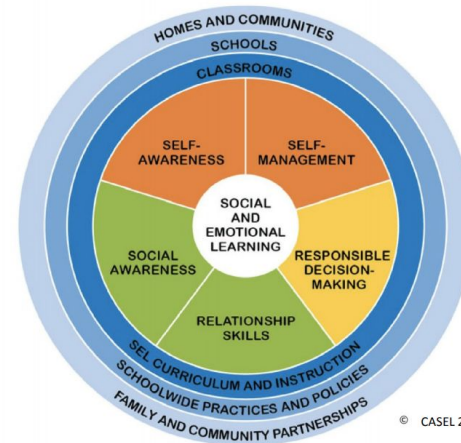 HOMES AND COMMUNITIES
SCHOOLS
CLASSROOMS
SELF-
AWARENESS
SELF-
MANAGEMENT
SOCIAL
AND
EMOTIONAL
LEARNING
SOCIAL
AWARENESS
RESPONSIBLE
DECISION-
MAKING
RELATIONSHIP
SKILLS
SEL CURRICULUM AND INSTRUCTION
SCHOOLWIDE PRACTICES AND POLICIES
FAMILY AND COMMUNITY PARTNERSHIPS
© CASEL 2